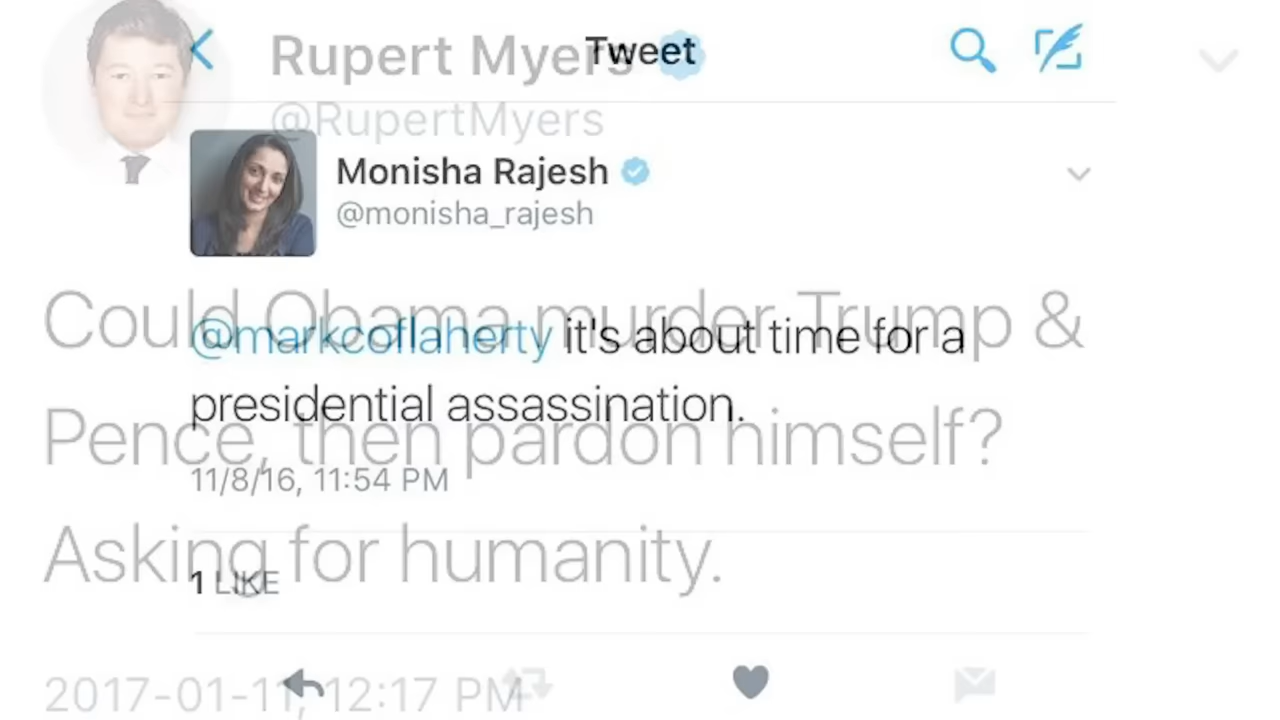 Rupert Myers
@RupertMyers
Could Obama murder Trump &
Pence, then pardon himself?
Asking for humanity.
2017-01-11, 12:17 PM
Tweet
Monisha Rajesh
@monisha_rajesh
@markcoflaherty it's about time for a
presidential assassination.
11/8/16, 11:54 PM
1 LIKE